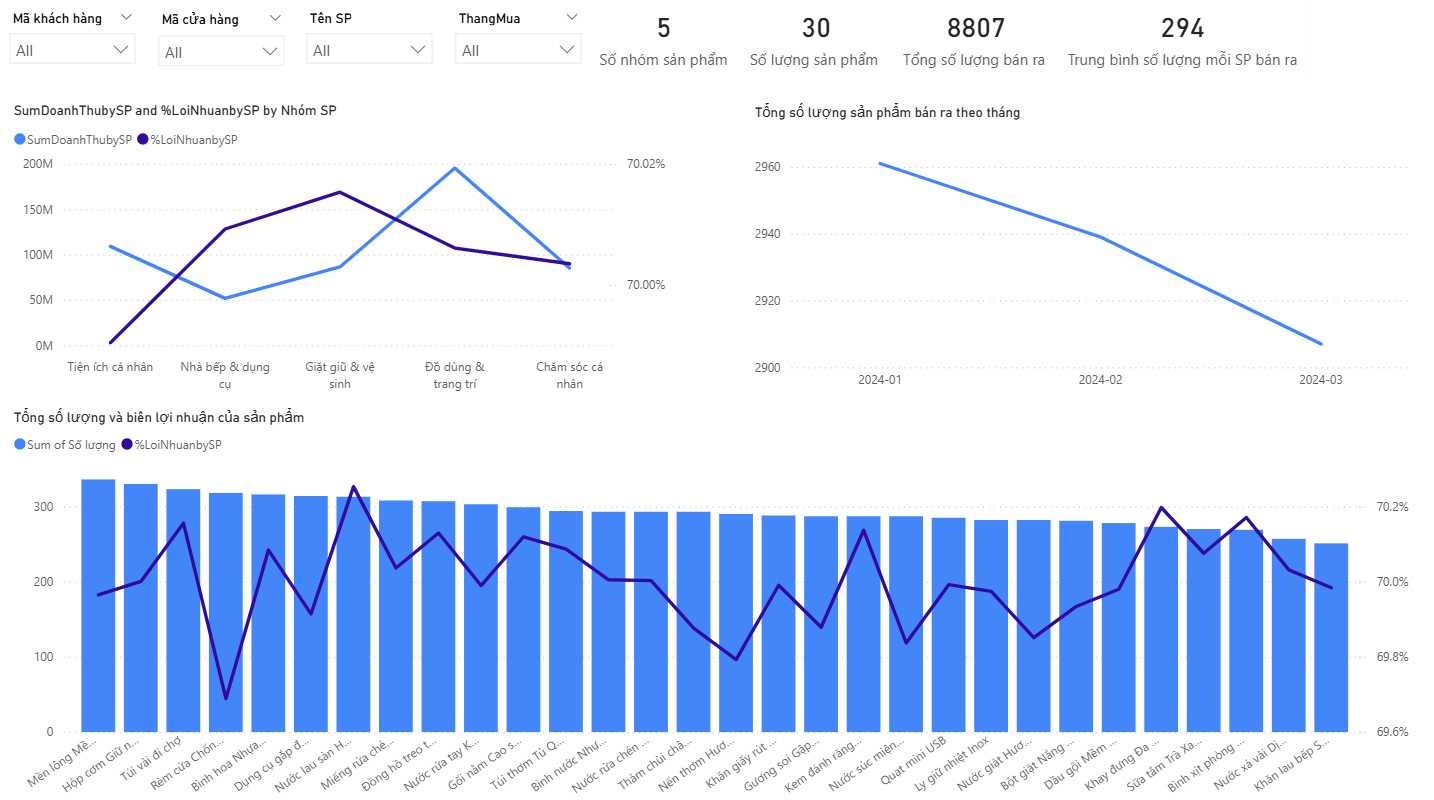 Mã khách hàng
All
Mã cửa hàng
All
Tên SP
All
ThangMua
All
5
Số nhóm sản phẩm
30
Số lượng sản phẩm
8807
Tổng số lượng bán ra
294
Trung bình số lượng mỗi SP bán ra
SumDoanhThubySP and %LoiNhuanbySP by Nhóm SP
SumDoanhThubySP %LoiNhuanbySP
200M
150M
100M
50M
0M
70.02%
70.00%
Tiện ích cá nhân
Nhà bếp & dụng
cụ
Giặt giũ & vệ
sinh
Đồ dùng &
trang trí
Chăm sóc cá
nhân
Tổng số lượng sản phẩm bán ra theo tháng
2960
2940
2920
2900
2024-01
2024-02
2024-03
Tổng số lượng và biên lợi nhuận của sản phẩm
Sum of Số lượng %LoiNhuanbySP
300
200
100
0
70.2%
70.0%
69.8%
69.6%
Mền lông Mè...
Hộp cơm Giữ n...
Túi vải đi chợ
Rèm cửa Chốn...
Bình hoa Nhựa...
Dụng cụ gắp đ...
Nước lau sàn H...
Miếng rửa ché...
Đồng hồ treo t...
Nước rửa tay K...
Gối nằm Cao s...
Túi thơm Tủ Q...
Bình nước Nhự...
Nước rửa chén ...
Thảm chùi châ...
Nến thơm Hươ...
Khăn giấy rút ...
Gương soi Gấp...
Kem đánh răng...
Nước súc miện...
Quạt mini USB
Ly giữ nhiệt Inox
Nước giặt Hươ...
Bột giặt Nắng ...
Dầu gội Mềm ...
Khay đựng Đa ...
Sữa tắm Trà Xa...
Bình xịt phòng ...
Nước xả vải Dị...
Khăn lau bếp S...